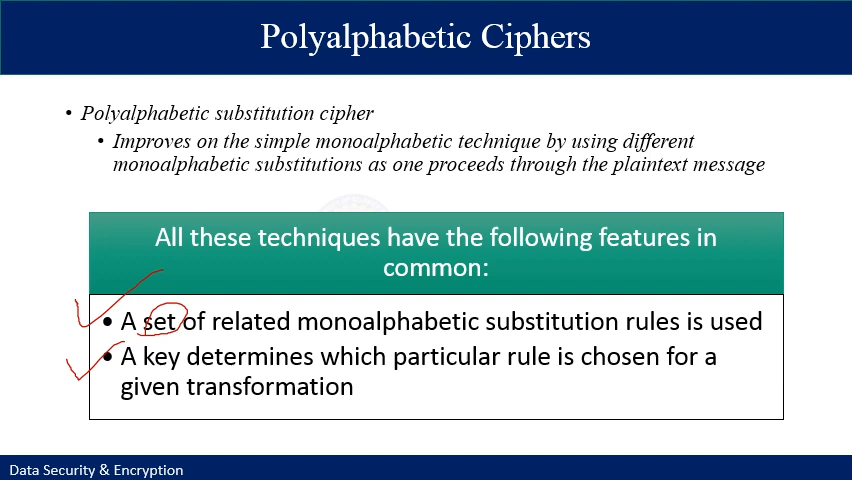 Polyalphabetic Ciphers
• Polyalphabetic substitution cipher
• Improves on the simple monoalphabetic technique by using different
monoalphabetic substitutions as one proceeds through the plaintext message
All these techniques have the following features in
common:
• A set of related monoalphabetic substitution rules is used
• A key determines which particular rule is chosen for a
given transformation
Data Security & Encryption